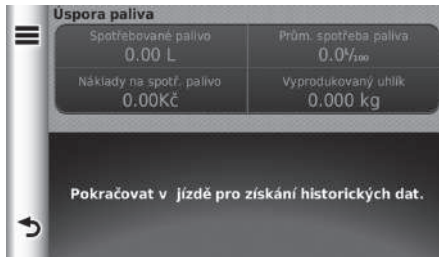 Úspora paliva
Spotřebované palivo
0.00 L
Prům. spotřeba paliva
0.0ᴸ⁄₁₀₀
Náklady na spotř. palivo
0.00Kč
Vyprodukovaný uhlík
0.000 kg
Pokračovat v jízdě pro získání historických dat.